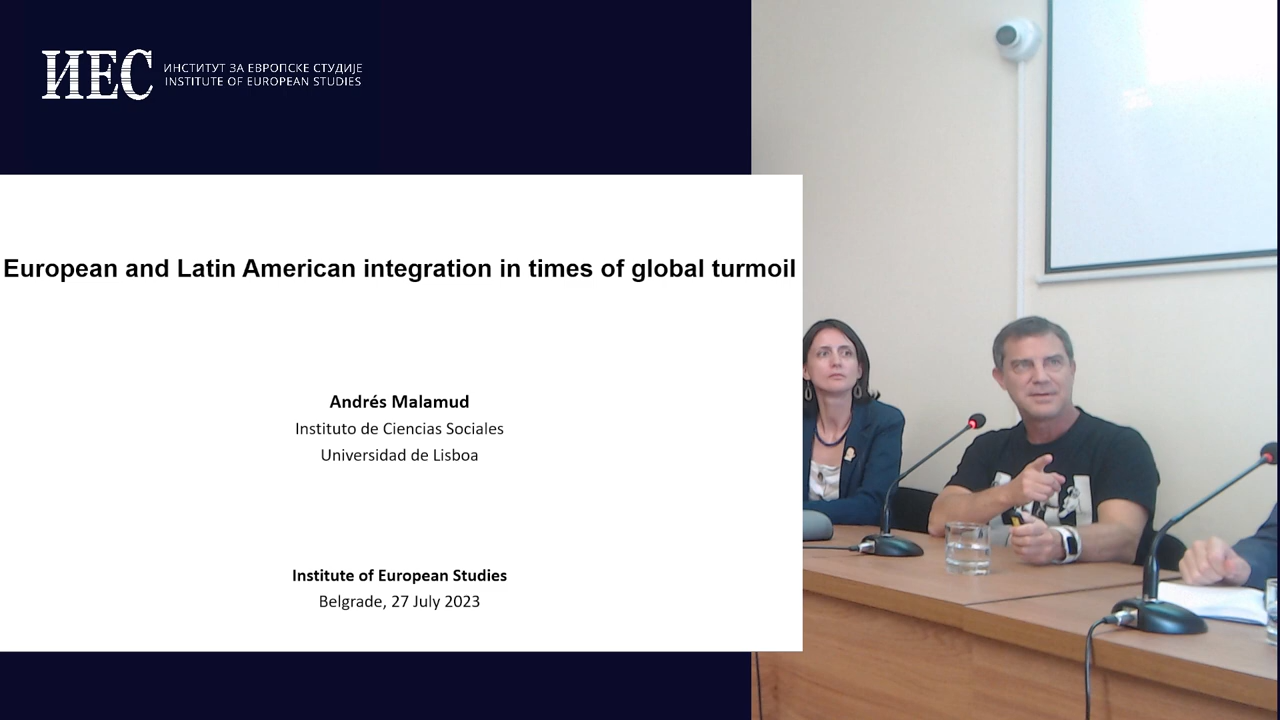 ИЕС
ИНСТИТУТ ЗА ЕВРОПСКЕ СТУДИЈЕ
INSTITUTE OF EUROPEAN STUDIES
European and Latin American integration in times of global turmoil
Andrés Malamud
Instituto de Ciencias Sociales
Universidad de Lisboa
Institute of European Studies
Belgrade, 27 July 2023